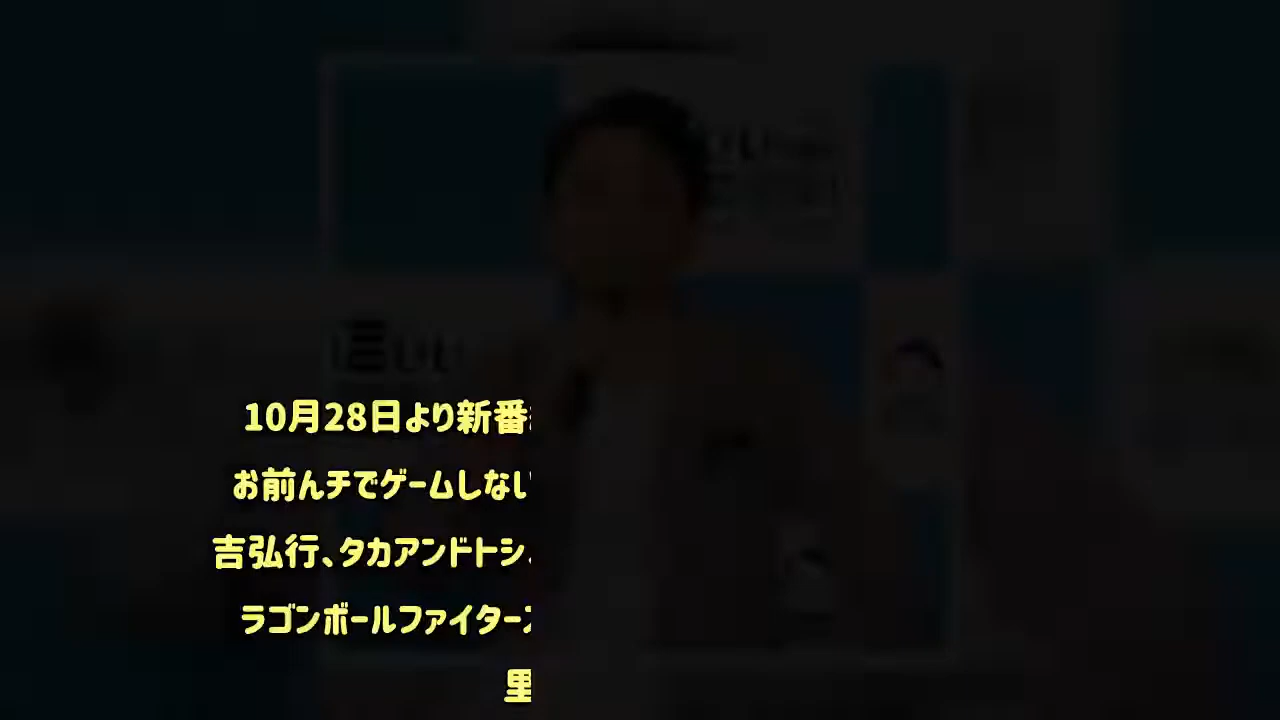 10月28日より新番
お前んチでゲームしない
吉弘行、タカアンドトシ
ラゴンボールファイター
里